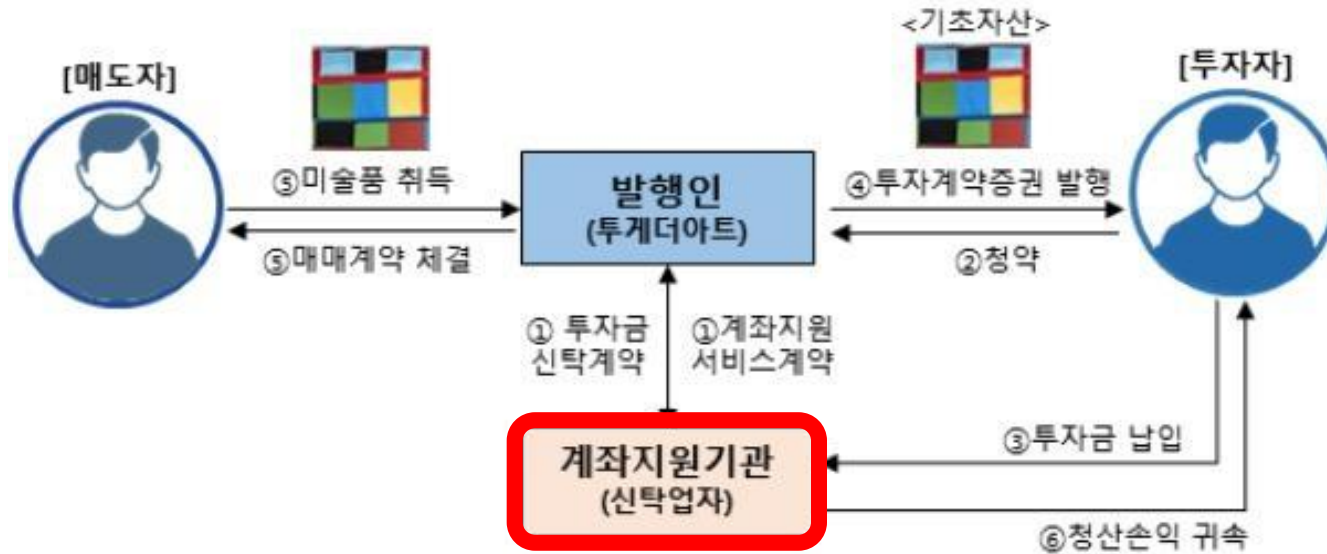 <기초자산>
[매도자]
[투자자]
⑤미술품 취득
발행인
(투게더아트)
④투자계약증권 발행
⑤매매계약 체결
②청약
① 투자금
신탁계약
①계좌지원
서비스계약
계좌지원기관
(신탁업자)
③투자금 납입
⑥청산손익 귀속